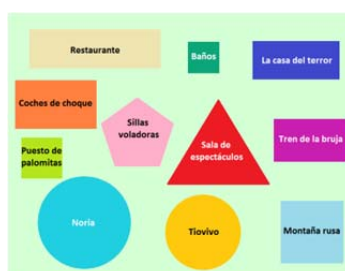 Restaurante
Baños
La casa del terror
Coches de choque
Sillas
voladoras
Sala de
espectáculos
Tren de la bruja
Puesto de
palomitas
Noria
Tiovivo
Montaña rusa